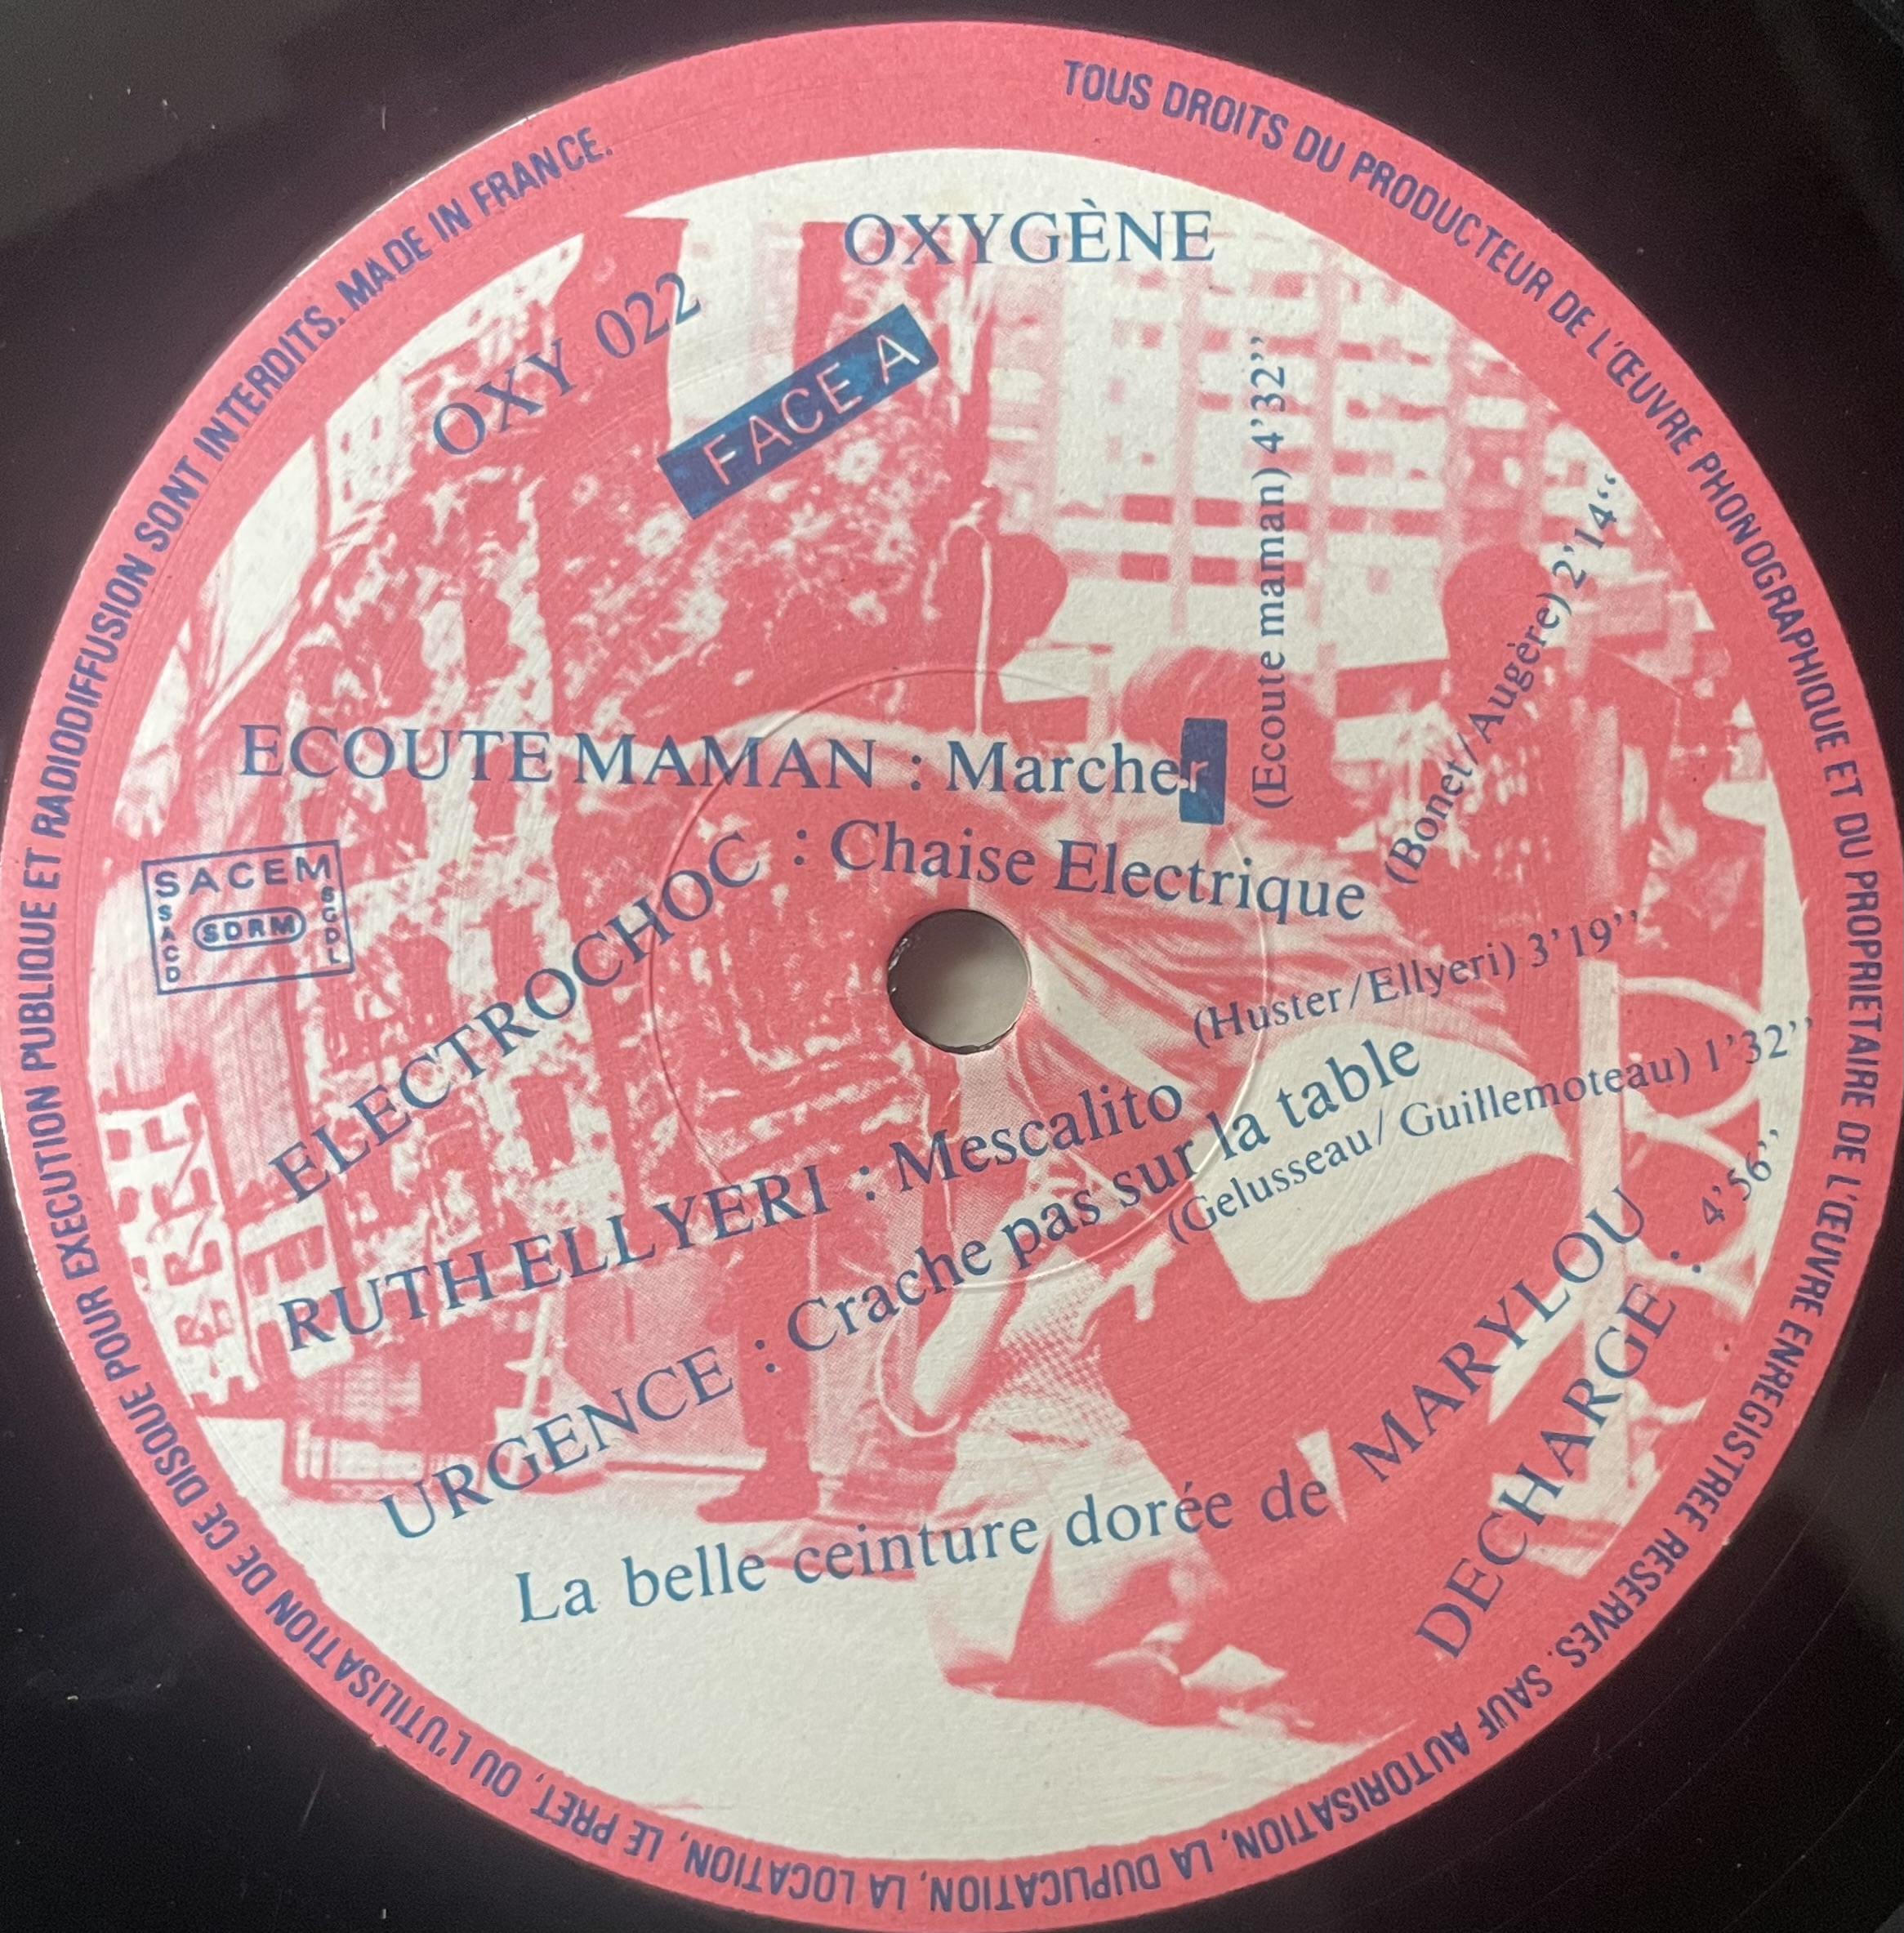 TOUS DROITS DU PRODUCTEUR DE L'ŒUVRE PHONOGRAPHIQUE ET DU PROPRIETAIRE DE L'ŒUVRE ENREGISTREE RESERVES. SAUF AUTORISATION, LA DUPLICATION, LA LOCATION, LE PRET, OU L'UTILISATION DE CE DISQUE POUR EXECUTION PUBLIQUE ET RADIODIFFUSION SONT INTERDITS. MADE IN FRANCE.
OXYGÈNE
OXY 022
FACE A
ECOUTE MAMAN : Marcher
(Ecoute maman) 4'32''
ELECTROCHOC : Chaise Electrique
(Bonet/Augère) 2'14"
SACEM
SACD
SDRM
SGDL
RUTH ELLYERI : Mescalito
(Huster/Ellyeri) 3'19''
URGENCE : Crache pas sur la table
(Gelusseau/Guillemoteau) 1'32''
La belle ceinture dorée de MARYLOU
DECHARGE : 4'56''